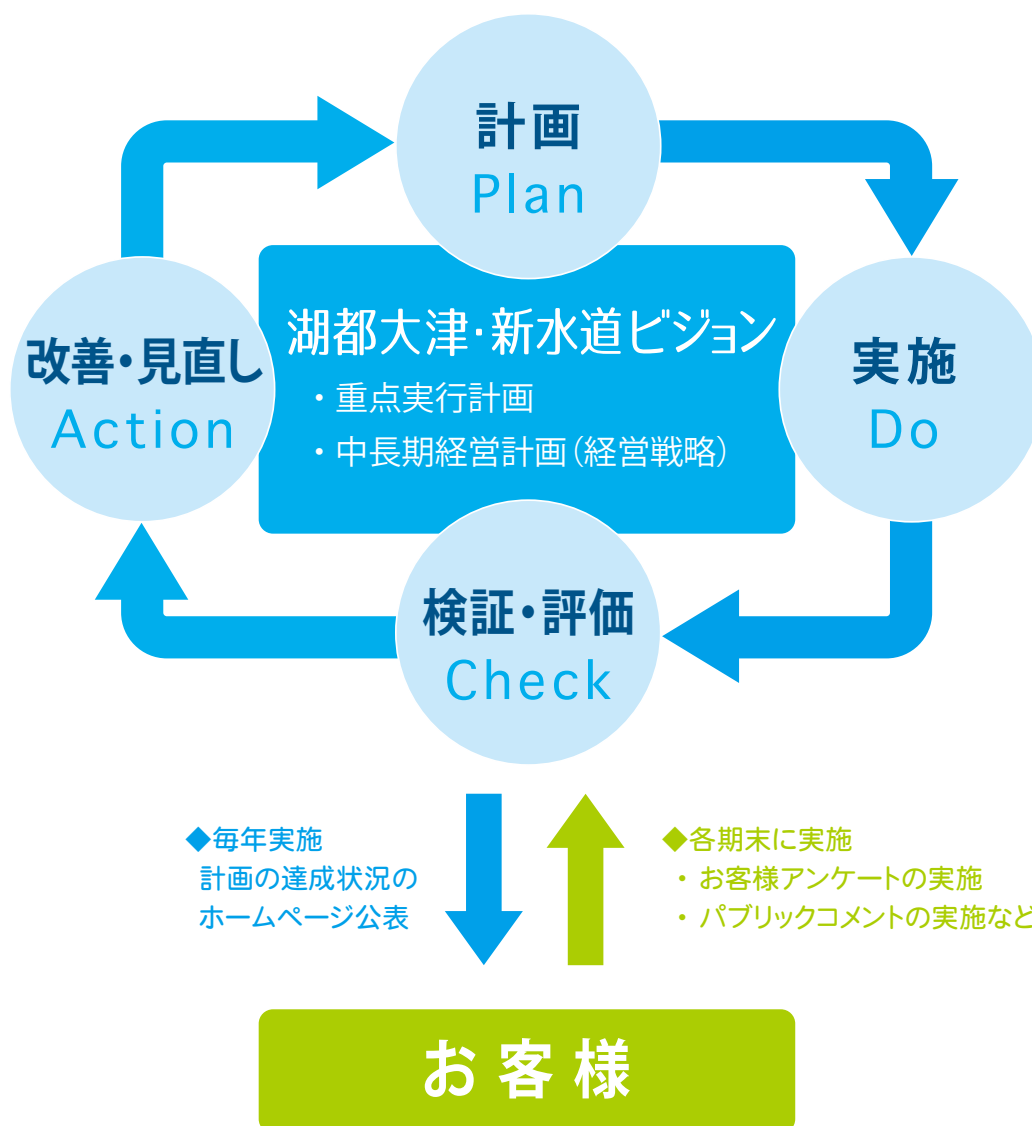 計画
Plan
湖都大津・新水道ビジョン
・重点実行計画
・中長期経営計画（経営戦略）
改善・見直し
Action
実施
Do
検証・評価
Check
◆毎年実施
計画の達成状況の
ホームページ公表
◆各期末に実施
・お客様アンケートの実施
・パブリックコメントの実施など
お客様